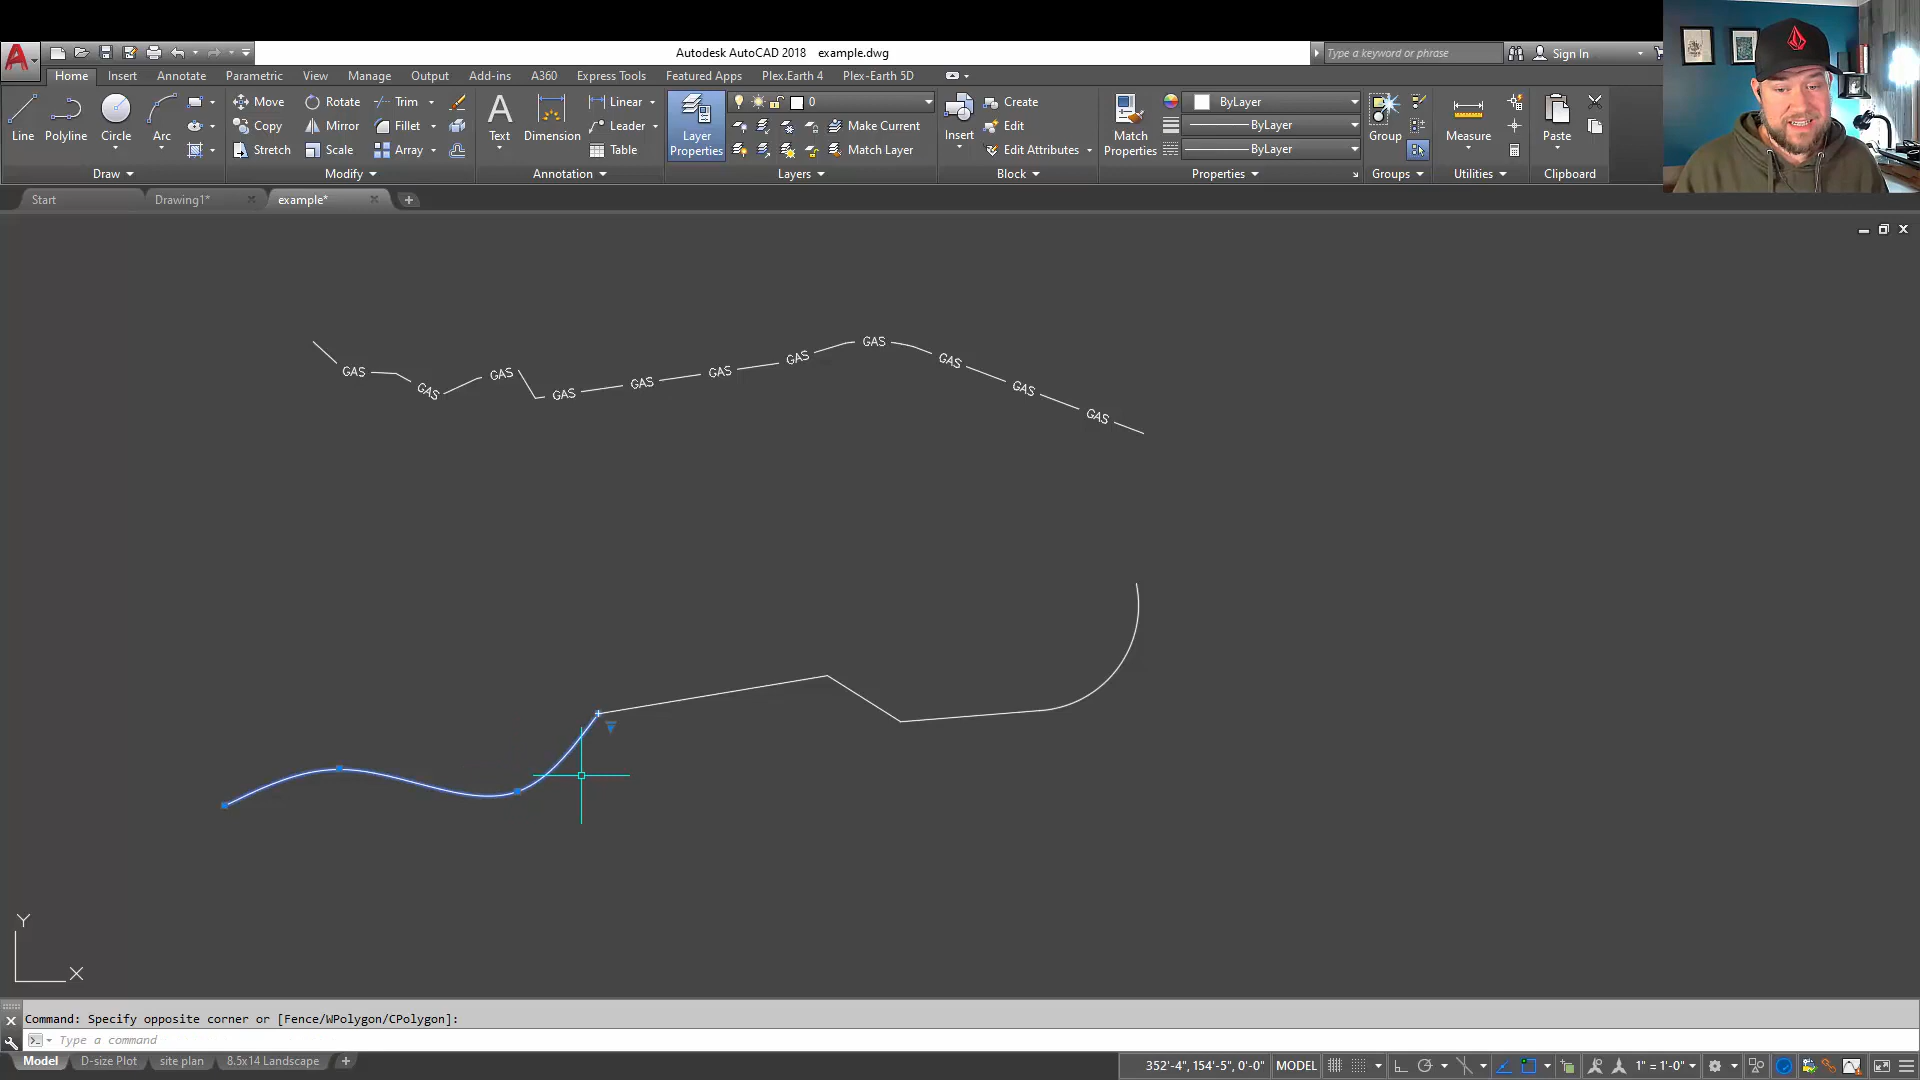 Autodesk AutoCAD 2018 example.dwg
Type a keyword or phrase
Sign In
Home Insert Annotate Parametric View Manage Output Add-ins A360 Express Tools Featured Apps Plex.Earth 4 Plex-Earth 5D
Line Polyline Circle Arc
Move Rotate Trim
Copy Mirror Fillet
Stretch Scale Array
Text Dimension
Linear
Leader
Table
Layer
Properties
0
Make Current
Match Layer
Insert
Create
Edit
Edit Attributes
Match
Properties
ByLayer
ByLayer
ByLayer
Group
Measure
Paste
Draw Modify Annotation Layers Block Properties Groups Utilities Clipboard
Start Drawing1* example*
GAS GAS GAS GAS GAS GAS GAS GAS GAS GAS GAS
Y
X
Command: Specify opposite corner or [Fence/WPolygon/CPolygon]:
Type a command
Model D-size Plot site plan 8.5x14 Landscape
352'-4", 154'-5", 0'-0" MODEL 1" = 1'-0"